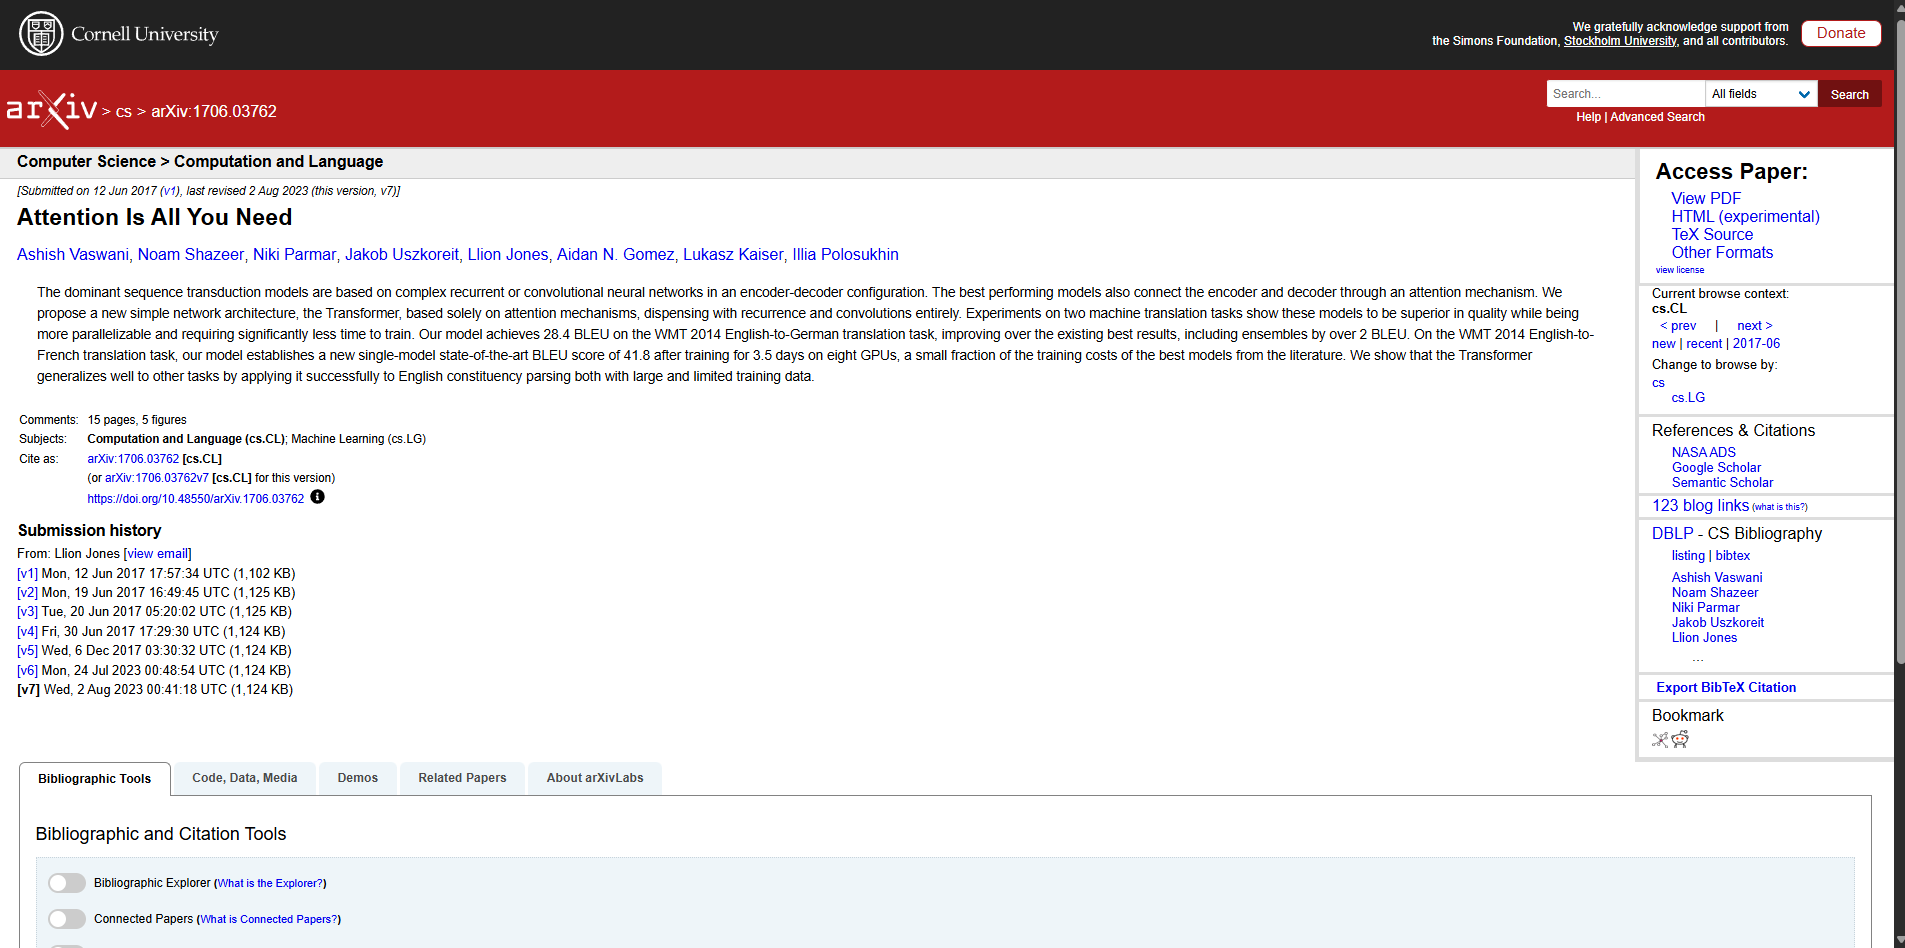 Cornell University
We gratefully acknowledge support from
the Simons Foundation, Stockholm University, and all contributors.
Donate
arXiv > cs > arXiv:1706.03762
Search...
All fields
Search
Help | Advanced Search
Computer Science > Computation and Language
[Submitted on 12 Jun 2017 (v1), last revised 2 Aug 2023 (this version, v7)]
Attention Is All You Need
Ashish Vaswani, Noam Shazeer, Niki Parmar, Jakob Uszkoreit, Llion Jones, Aidan N. Gomez, Lukasz Kaiser, Illia Polosukhin
The dominant sequence transduction models are based on complex recurrent or convolutional neural networks in an encoder-decoder configuration. The best performing models also connect the encoder and decoder through an attention mechanism. We
propose a new simple network architecture, the Transformer, based solely on attention mechanisms, dispensing with recurrence and convolutions entirely. Experiments on two machine translation tasks show these models to be superior in quality while being
more parallelizable and requiring significantly less time to train. Our model achieves 28.4 BLEU on the WMT 2014 English-to-German translation task, improving over the existing best results, including ensembles by over 2 BLEU. On the WMT 2014 English-to-
French translation task, our model establishes a new single-model state-of-the-art BLEU score of 41.8 after training for 3.5 days on eight GPUs, a small fraction of the training costs of the best models from the literature. We show that the Transformer
generalizes well to other tasks by applying it successfully to English constituency parsing both with large and limited training data.
Comments: 15 pages, 5 figures
Subjects: Computation and Language (cs.CL); Machine Learning (cs.LG)
Cite as: arXiv:1706.03762 [cs.CL]
(or arXiv:1706.03762v7 [cs.CL] for this version)
https://doi.org/10.48550/arXiv.1706.03762
Submission history
From: Llion Jones [view email]
[v1] Mon, 12 Jun 2017 17:57:34 UTC (1,102 KB)
[v2] Mon, 19 Jun 2017 16:49:45 UTC (1,125 KB)
[v3] Tue, 20 Jun 2017 05:20:02 UTC (1,125 KB)
[v4] Fri, 30 Jun 2017 17:29:30 UTC (1,124 KB)
[v5] Wed, 6 Dec 2017 03:30:32 UTC (1,124 KB)
[v6] Mon, 24 Jul 2023 00:48:54 UTC (1,124 KB)
[v7] Wed, 2 Aug 2023 00:41:18 UTC (1,124 KB)
Access Paper:
View PDF
HTML (experimental)
TeX Source
Other Formats
view license
Current browse context:
cs.CL
< prev | next >
new | recent | 2017-06
Change to browse by:
cs
cs.LG
References & Citations
NASA ADS
Google Scholar
Semantic Scholar
123 blog links (what is this?)
DBLP - CS Bibliography
listing | bibtex
Ashish Vaswani
Noam Shazeer
Niki Parmar
Jakob Uszkoreit
Llion Jones
...
Export BibTeX Citation
Bookmark
Bibliographic Tools
Code, Data, Media
Demos
Related Papers
About arXivLabs
Bibliographic and Citation Tools
Bibliographic Explorer (What is the Explorer?)
Connected Papers (What is Connected Papers?)